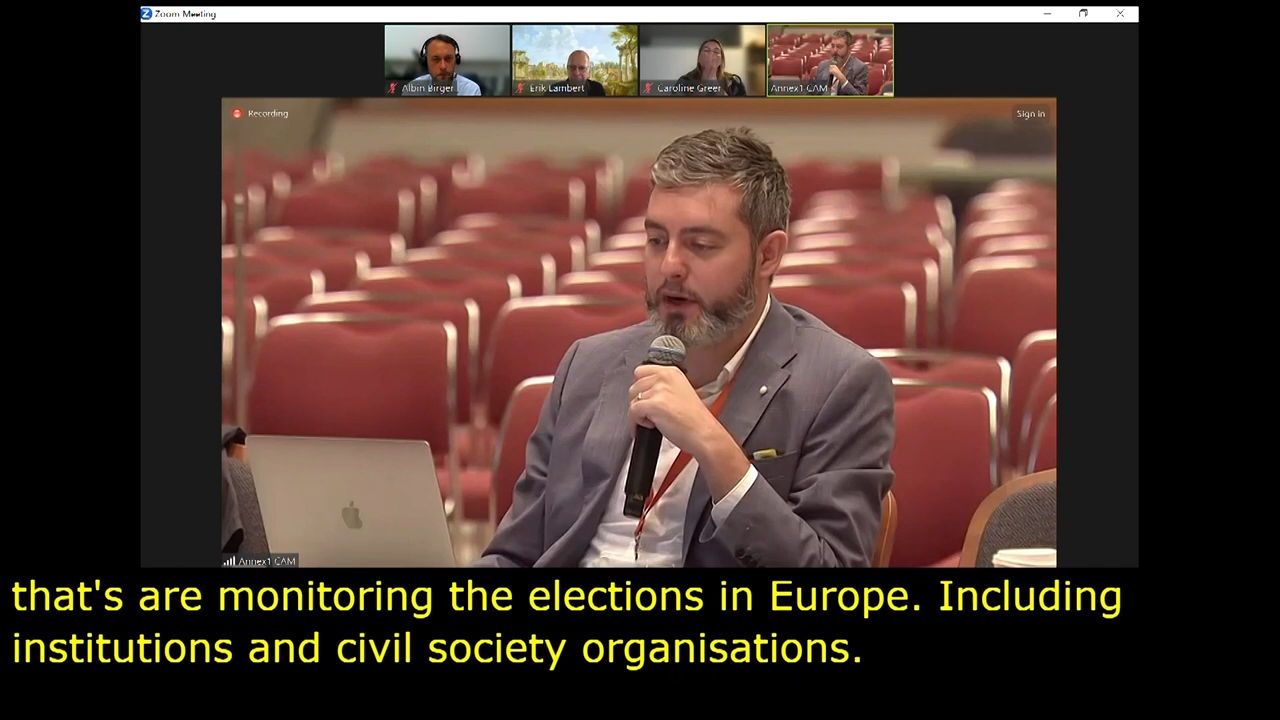 Zoom Meeting
Albin Birger
Erik Lambert
Caroline Greer
Annex1 CAM
Recording
Sign in
Annex1 CAM
that's are monitoring the elections in Europe. Including
institutions and civil society organisations.